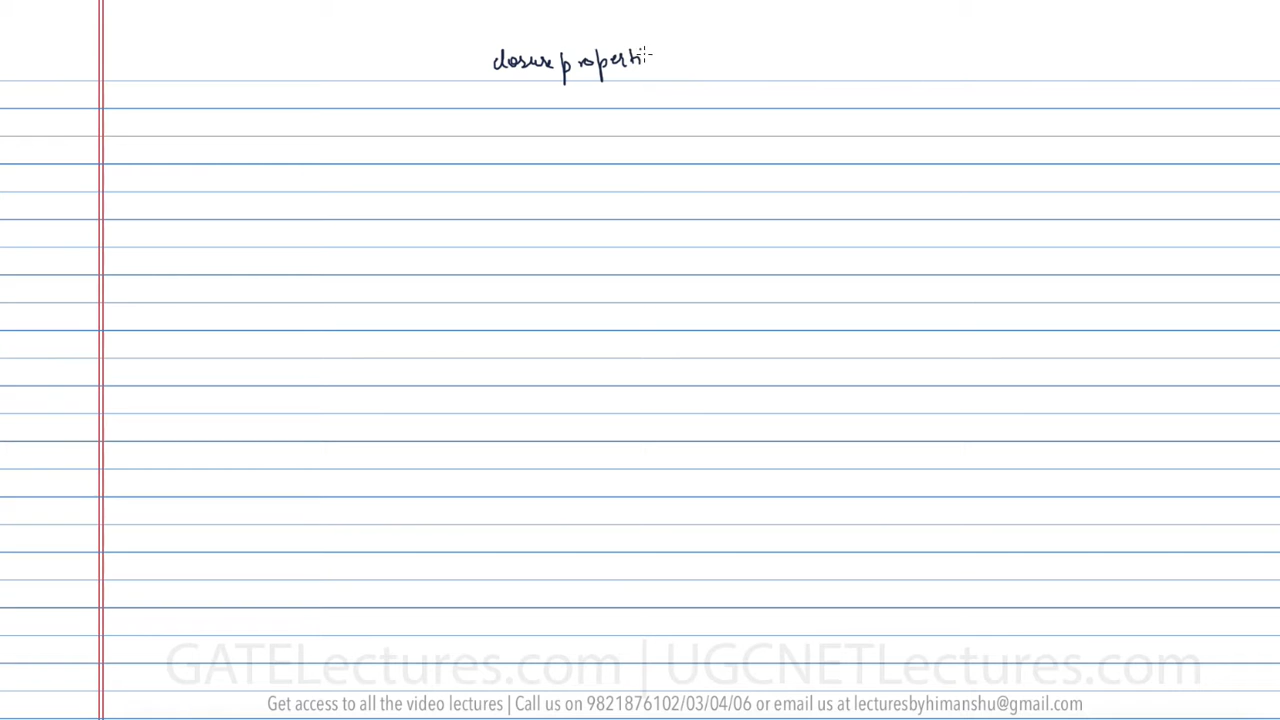 closure properti
GATELectures.com | UGCNETLectures.com
Get access to all the video lectures | Call us on 9821876102/03/04/06 or email us at lecturesbyhimanshu@gmail.com